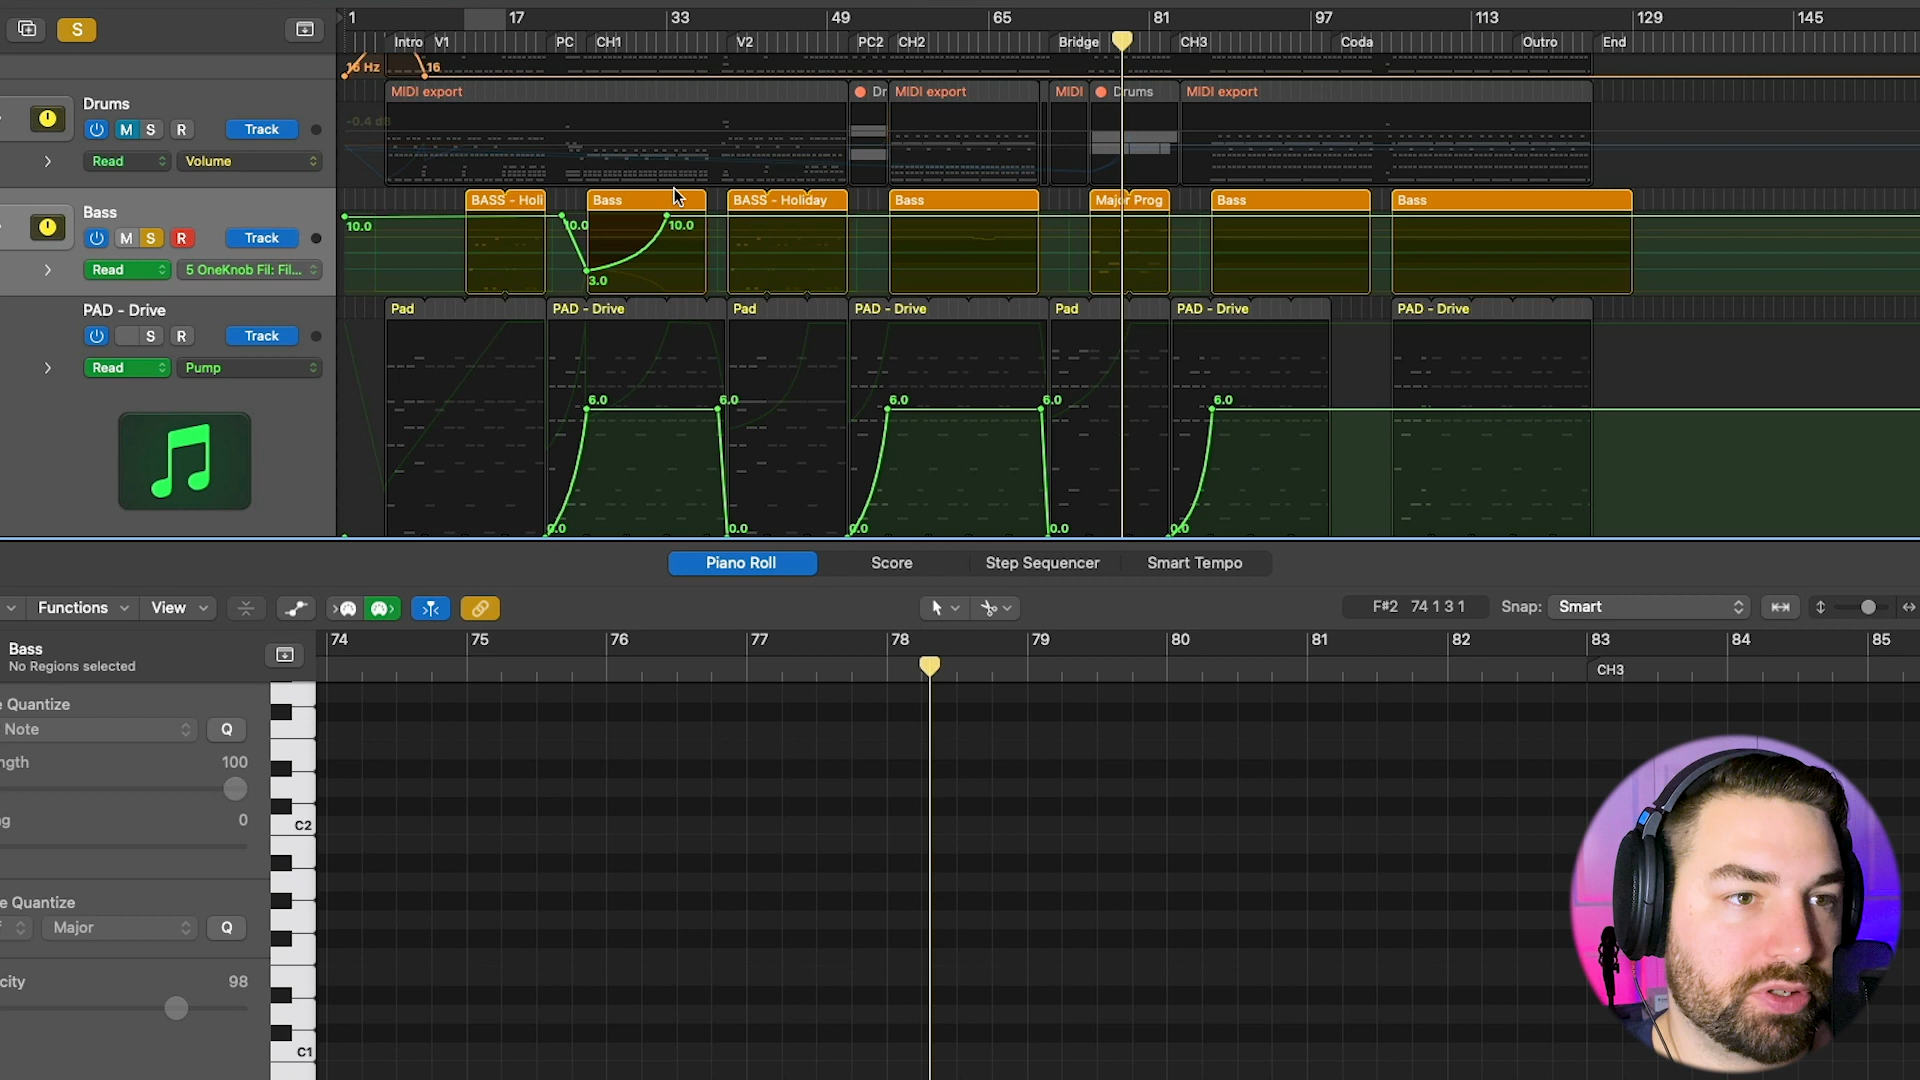 1 17 33 49 65 81 97 113 129 145
S
Intro V1 PC CH1 V2 PC2 CH2 Bridge CH3 Coda Outro End
16 Hz 16
Drums
M S R Track
Read Volume
MIDI export Dr MIDI export MIDI Drums MIDI export
-0.4 dB
Bass
M S R Track
Read 5 OneKnob Fil: Fil...
BASS - Holi Bass BASS - Holiday Bass Major Prog Bass Bass
10.0 10.0 10.0
3.0
PAD - Drive
S R Track
Read Pump
Pad PAD - Drive Pad PAD - Drive Pad PAD - Drive PAD - Drive
6.0 6.0 6.0 6.0 6.0
0.0 0.0 0.0 0.0 0.0
Piano Roll Score Step Sequencer Smart Tempo
Functions View F#2 74 1 3 1 Snap: Smart
74 75 76 77 78 79 80 81 82 83 84 85
CH3
Bass
No Regions selected
e Quantize
Note Q
ngth 100
ng 0
e Quantize
Major Q
city 98
C2
C1